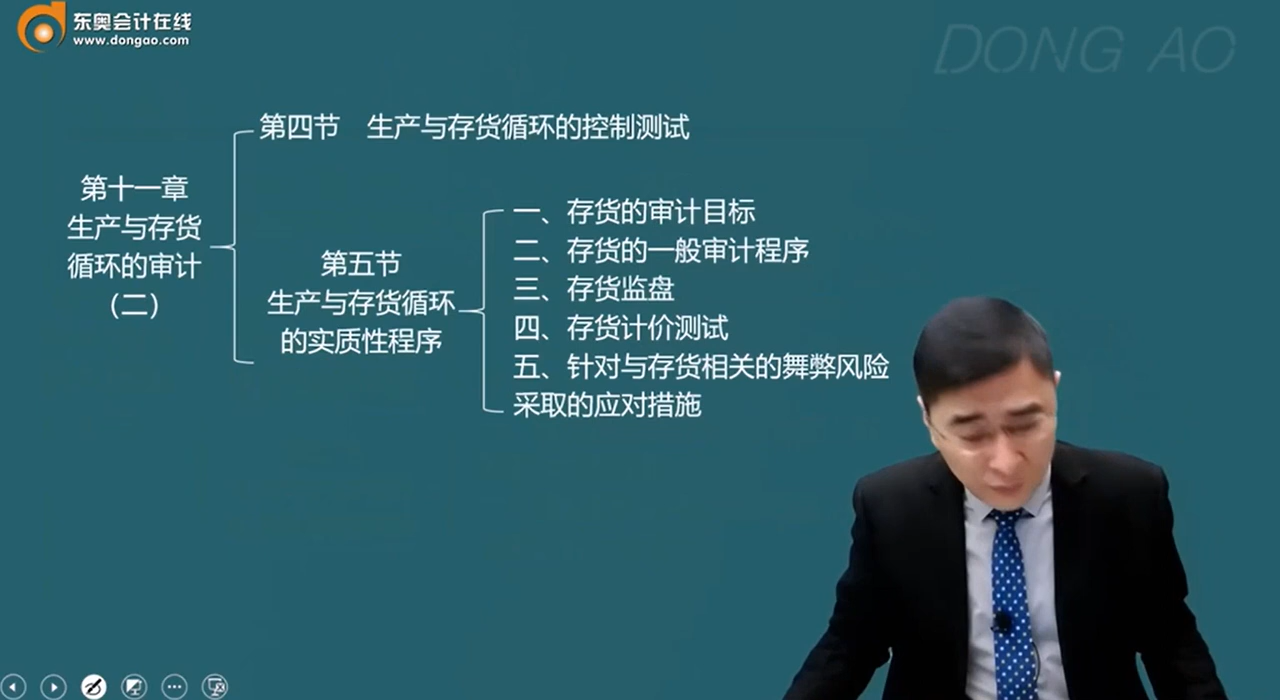 东奥会计在线
www.dongao.com
DONG AO
第四节 生产与存货循环的控制测试
第十一章
生产与存货
循环的审计
（二）
第五节
生产与存货循环
的实质性程序
一、存货的审计目标
二、存货的一般审计程序
三、存货监盘
四、存货计价测试
五、针对与存货相关的舞弊风险
采取的应对措施